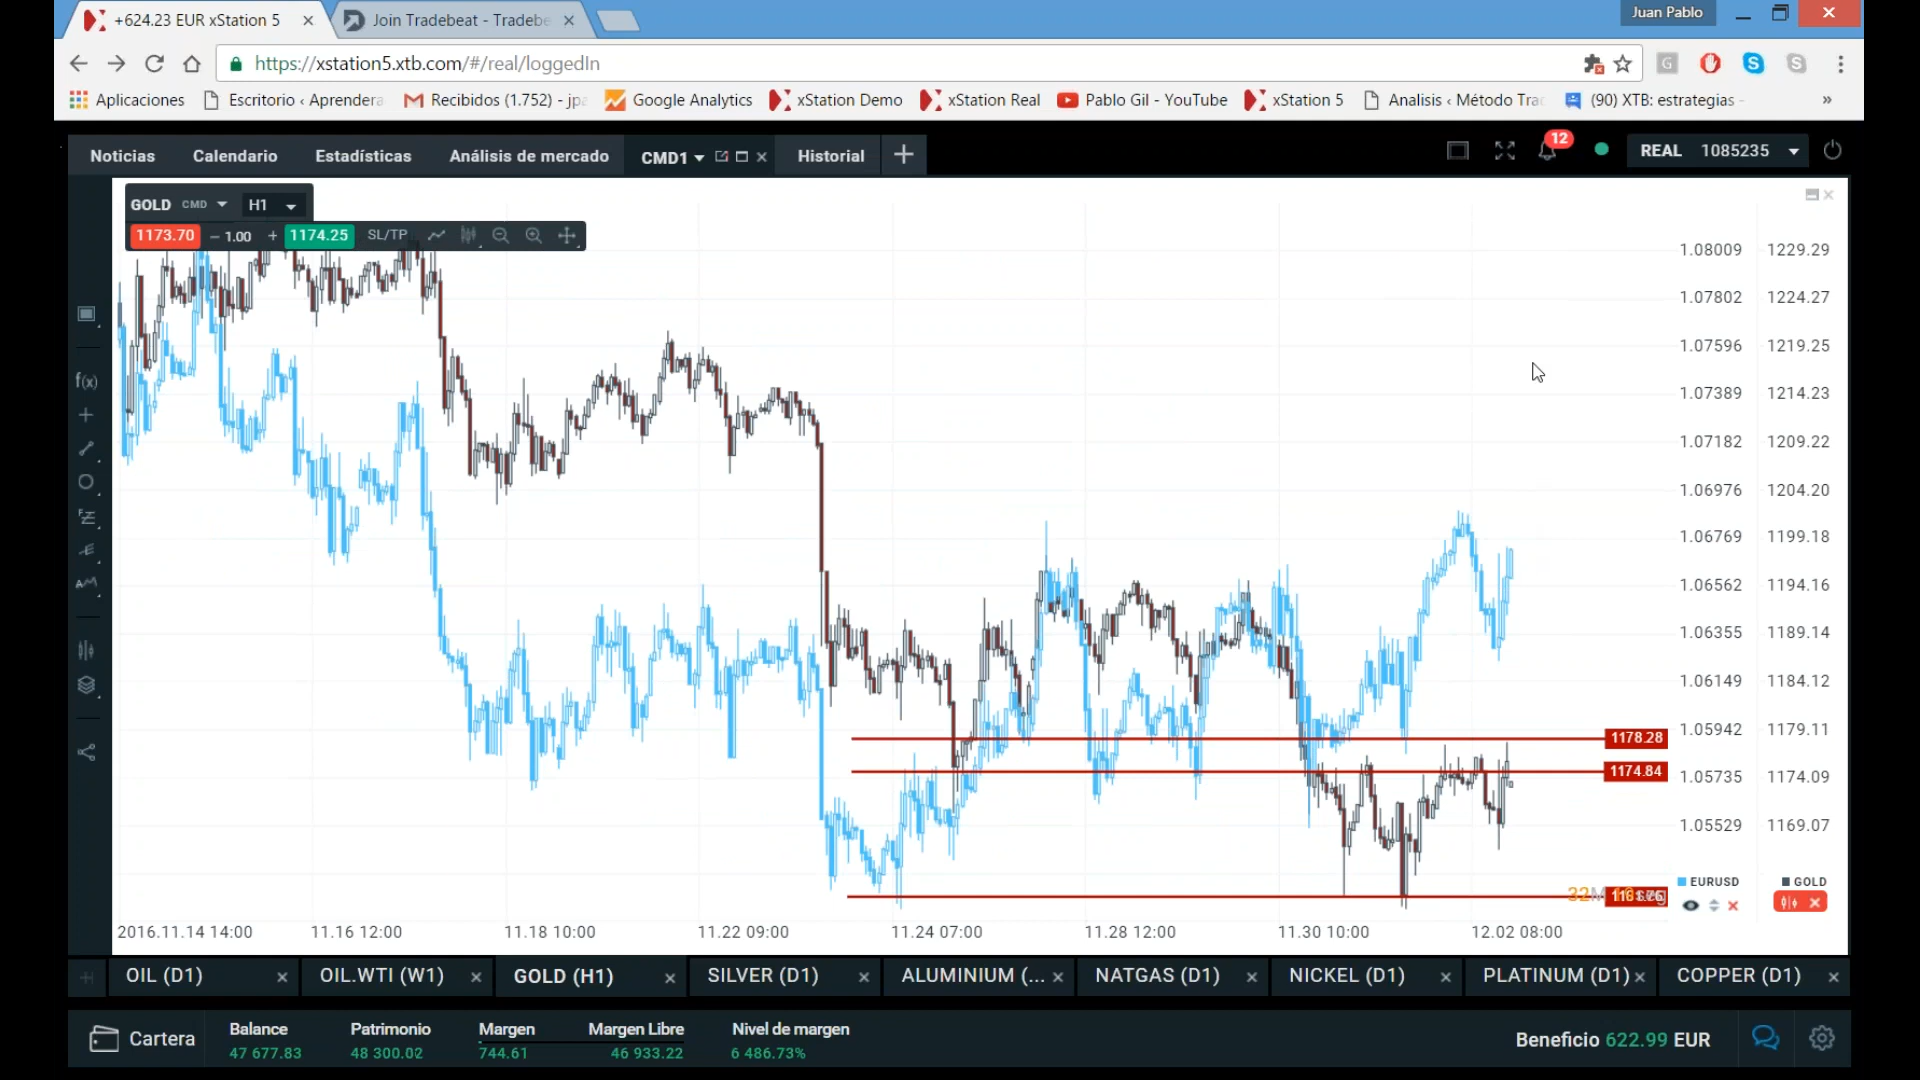 +624.23 EUR xStation 5
Join Tradebeat - Tradebe
Juan Pablo
https://xstation5.xtb.com/#/real/loggedIn
Aplicaciones
Escritorio ‹ Aprendera
Recibidos (1.752) - jpa
Google Analytics
xStation Demo
xStation Real
Pablo Gil - YouTube
xStation 5
Analisis ‹ Método Trad
(90) XTB: estrategias -
»
Noticias
Calendario
Estadísticas
Análisis de mercado
CMD1
Historial
12
REAL 1085235
GOLD CMD
H1
1173.70
– 1.00 +
1174.25
SL/TP
f(x)
1.08009 1229.29
1.07802 1224.27
1.07596 1219.25
1.07389 1214.23
1.07182 1209.22
1.06976 1204.20
1.06769 1199.18
1.06562 1194.16
1.06355 1189.14
1.06149 1184.12
1.05942 1179.11
1.05735 1174.09
1.05529 1169.07
1178.28
1174.84
EURUSD
GOLD
2016.11.14 14:00
11.16 12:00
11.18 10:00
11.22 09:00
11.24 07:00
11.28 12:00
11.30 10:00
12.02 08:00
OIL (D1)
OIL.WTI (W1)
GOLD (H1)
SILVER (D1)
ALUMINIUM (...
NATGAS (D1)
NICKEL (D1)
PLATINUM (D1)
COPPER (D1)
Cartera
Balance
47 677.83
Patrimonio
48 300.02
Margen
744.61
Margen Libre
46 933.22
Nivel de margen
6 486.73%
Beneficio 622.99 EUR